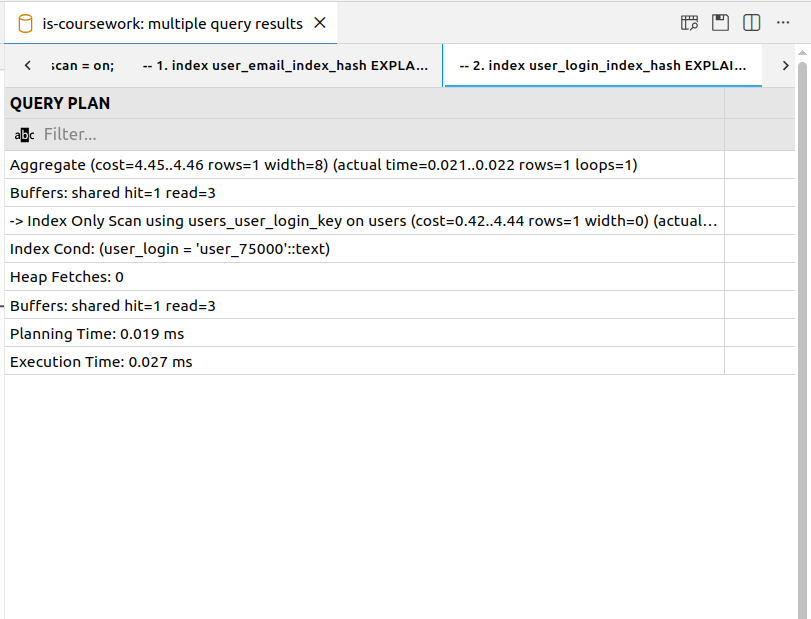 is-coursework: multiple query results
scan = on; -- 1. index user_email_index_hash EXPLA... -- 2. index user_login_index_hash EXPLAI...
QUERY PLAN
abc Filter...
Aggregate (cost=4.45..4.46 rows=1 width=8) (actual time=0.021..0.022 rows=1 loops=1)
Buffers: shared hit=1 read=3
-> Index Only Scan using users_user_login_key on users (cost=0.42..4.44 rows=1 width=0) (actual...
Index Cond: (user_login = 'user_75000'::text)
Heap Fetches: 0
Buffers: shared hit=1 read=3
Planning Time: 0.019 ms
Execution Time: 0.027 ms